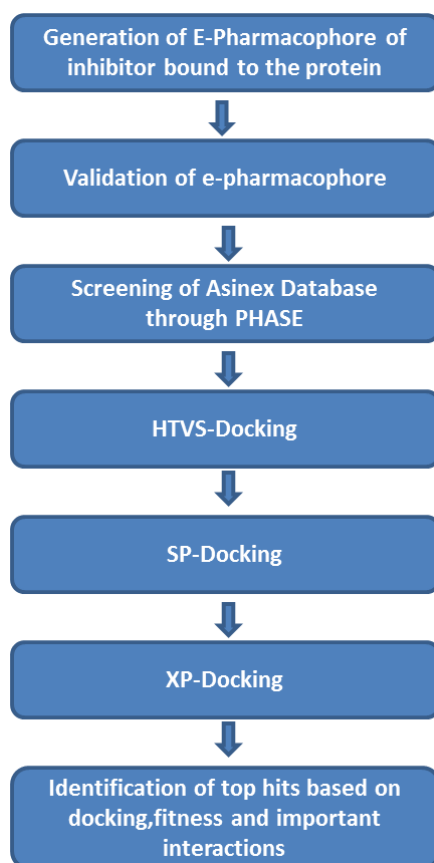 Generation of E-Pharmacophore of
inhibitor bound to the protein
Validation of e-pharmacophore
Screening of Asinex Database
through PHASE
HTVS-Docking
SP-Docking
XP-Docking
Identification of top hits based on
docking,fitness and important
interactions